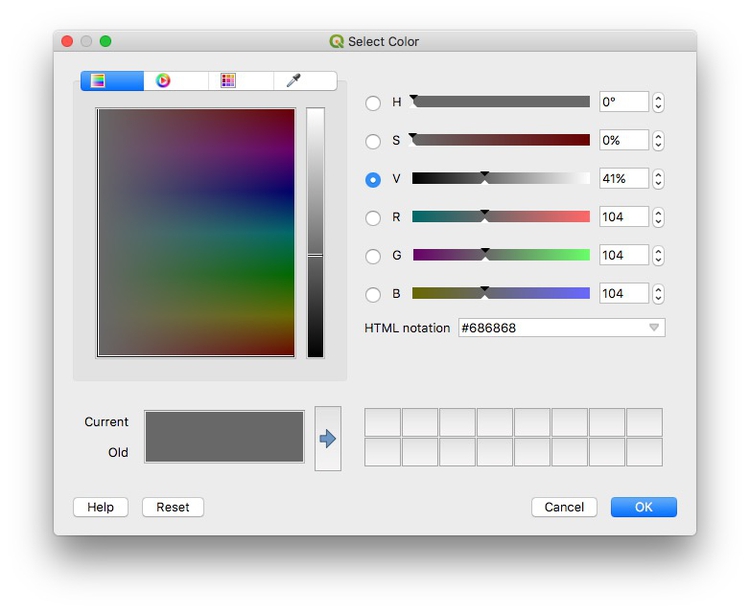 Select Color
H 0°
S 0%
V 41%
R 104
G 104
B 104
HTML notation #686868
Current
Old
Help Reset Cancel OK